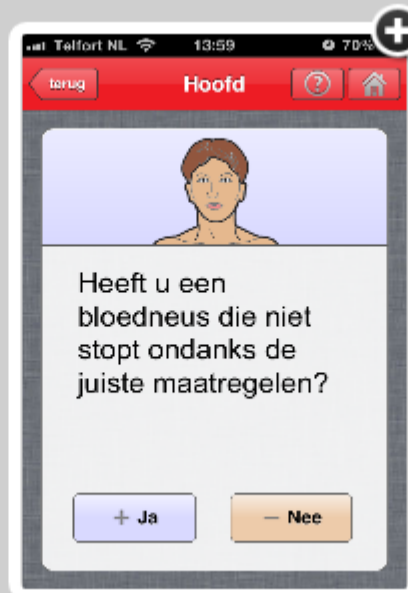 Telfort NL 13:59 70%
terug Hoofd ?
Heeft u een
bloedneus die niet
stopt ondanks de
juiste maatregelen?
+ Ja − Nee